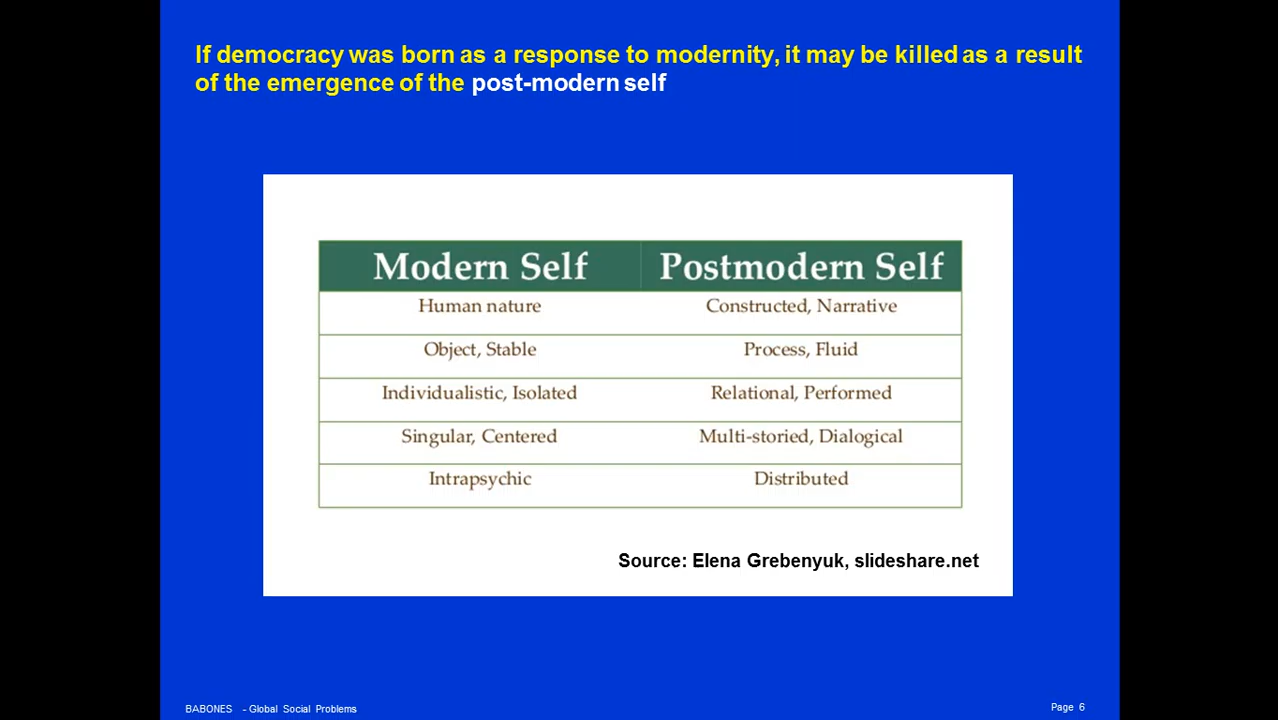 If democracy was born as a response to modernity, it may be killed as a result
of the emergence of the post-modern self
Modern Self Postmodern Self
Human nature Constructed, Narrative
Object, Stable Process, Fluid
Individualistic, Isolated Relational, Performed
Singular, Centered Multi-storied, Dialogical
Intrapsychic Distributed
Source: Elena Grebenyuk, slideshare.net
BABONES - Global Social Problems Page 6